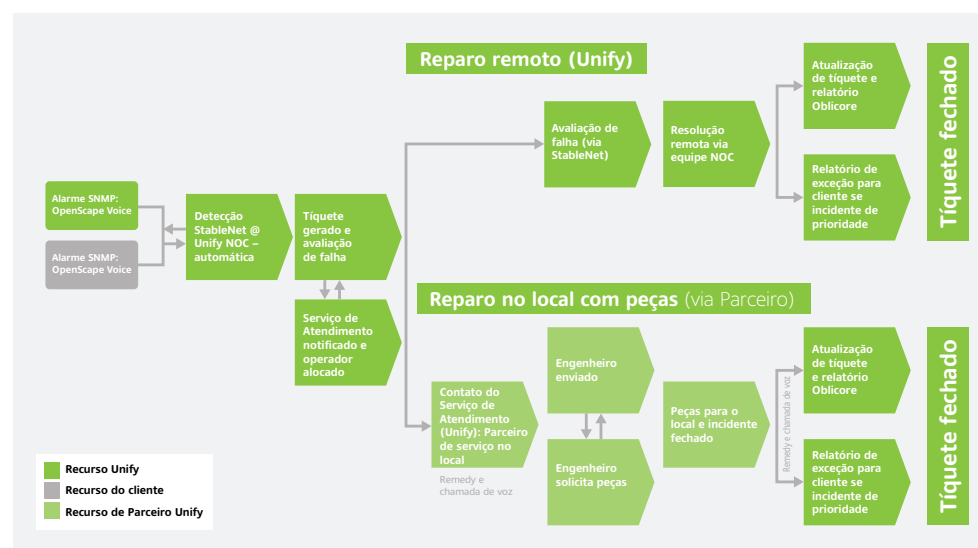 Reparo remoto (Unify)
Alarme SNMP:
OpenScape Voice
Alarme SNMP:
OpenScape Voice
Detecção
StableNet @
Unify NOC –
automática
Tíquete
gerado e
avaliação
de falha
Serviço de
Atendimento
notificado e
operador
alocado
Avaliação de
falha (via
StableNet)
Resolução
remota via
equipe NOC
Atualização
de tíquete e
relatório
Oblicore
Relatório de
exceção para
cliente se
incidente de
prioridade
Tíquete fechado
Reparo no local com peças (via Parceiro)
Contato do
Serviço de
Atendimento
(Unify): Parceiro
de serviço no
local
Remedy e
chamada de voz
Engenheiro
enviado
Engenheiro
solicita peças
Peças para o
local e incidente
fechado
Remedy e chamada de voz
Atualização
de tíquete
e relatório
Oblicore
Relatório de
exceção para
cliente se
incidente de
prioridade
Tíquete fechado
Recurso Unify
Recurso do cliente
Recurso de Parceiro Unify